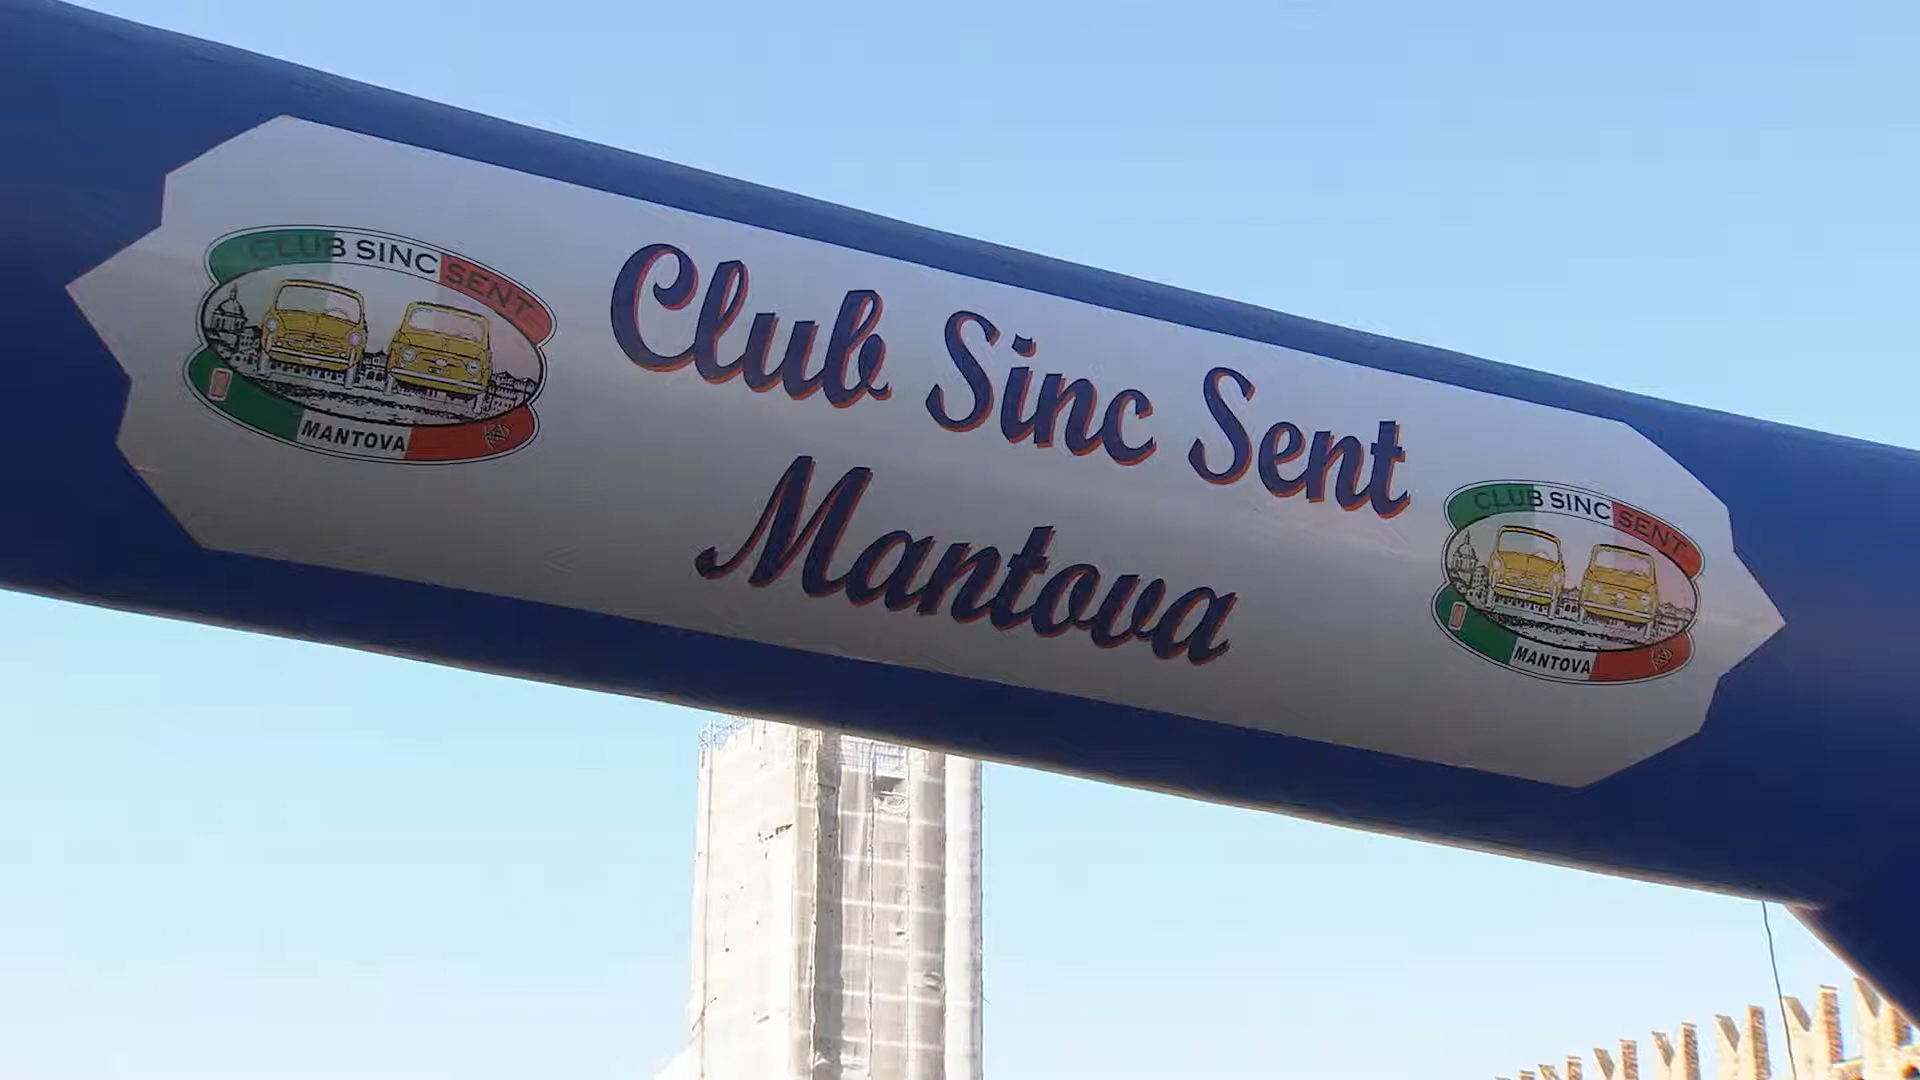 CLUB SINC SENT
MANTOVA
Club Sinc Sent
Mantova
CLUB SINC SENT
MANTOVA